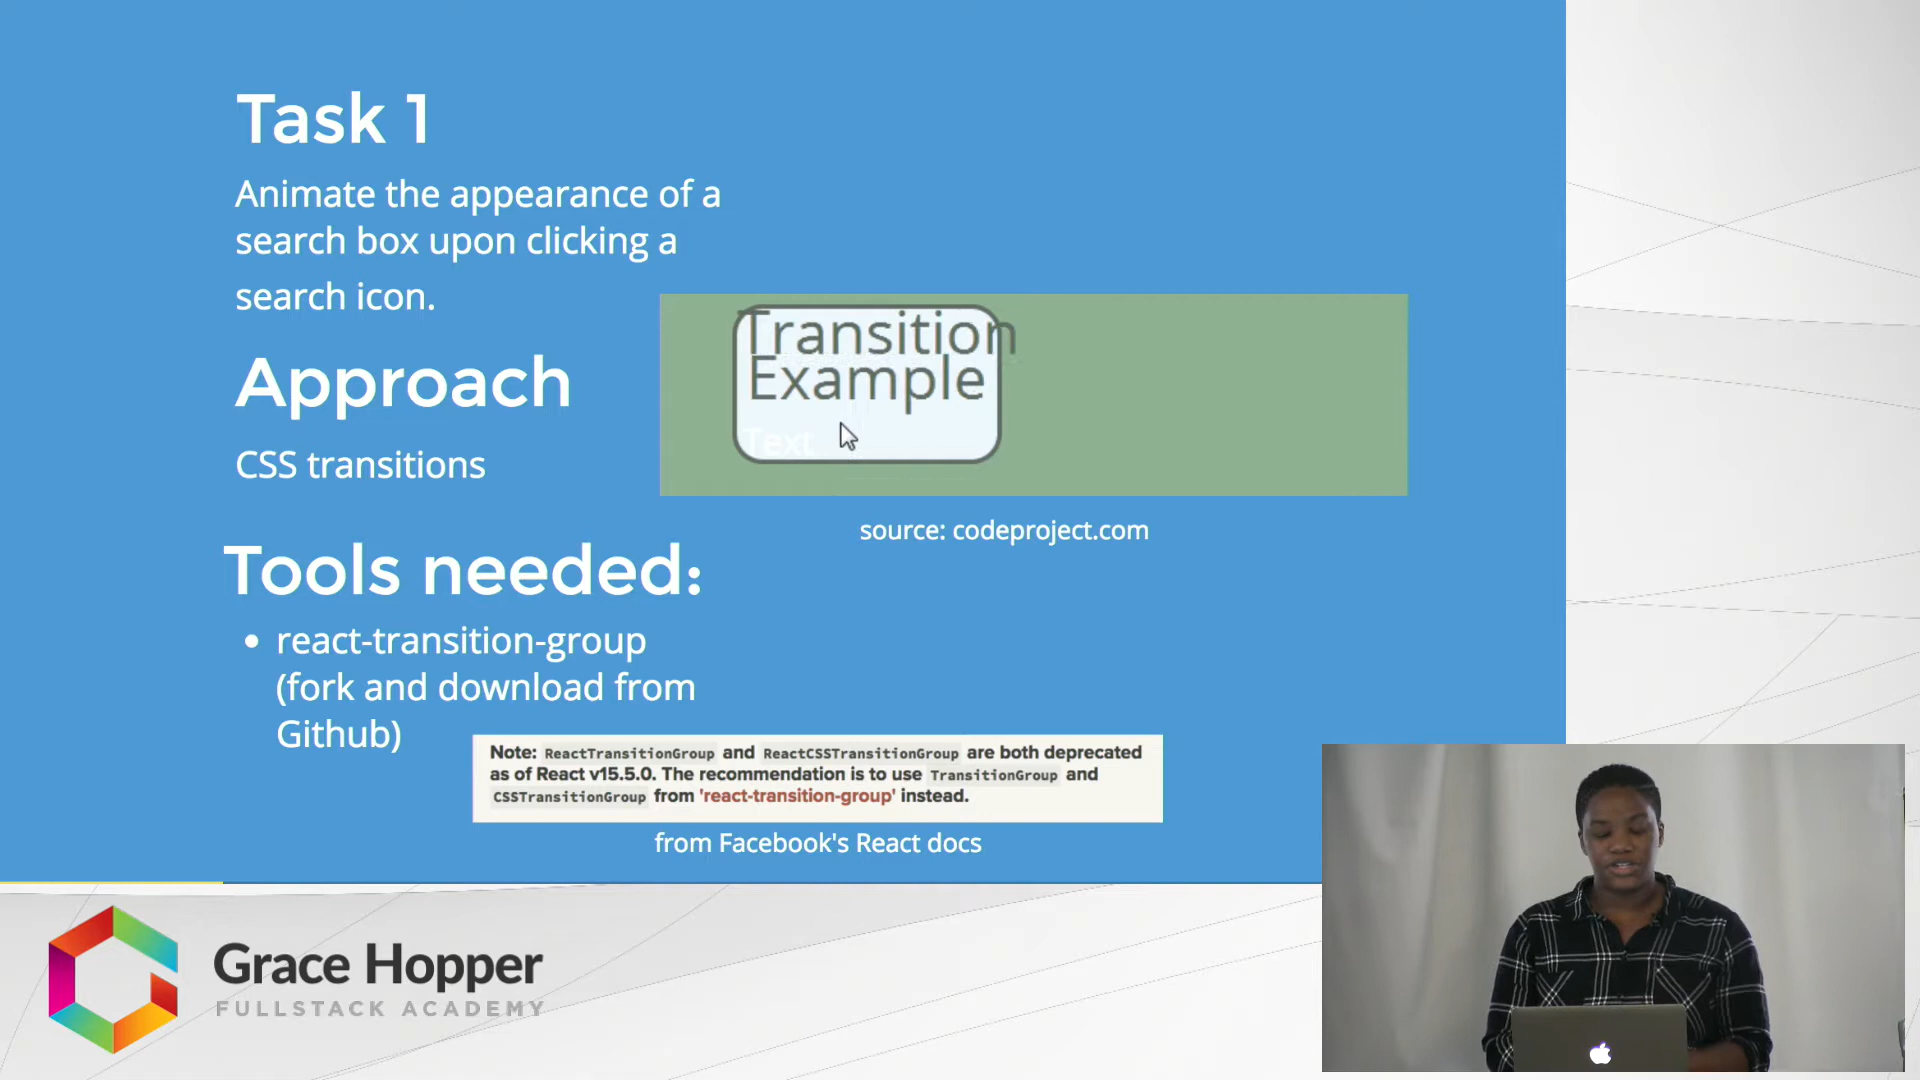 Task 1
Animate the appearance of a
search box upon clicking a
search icon.
Approach
CSS transitions
Transition
Example
Text
source: codeproject.com
Tools needed:
• react-transition-group
(fork and download from
Github)
Note: ReactTransitionGroup and ReactCSSTransitionGroup are both deprecated
as of React v15.5.0. The recommendation is to use TransitionGroup and
CSSTransitionGroup from 'react-transition-group' instead.
from Facebook's React docs
Grace Hopper
FULLSTACK ACADEMY